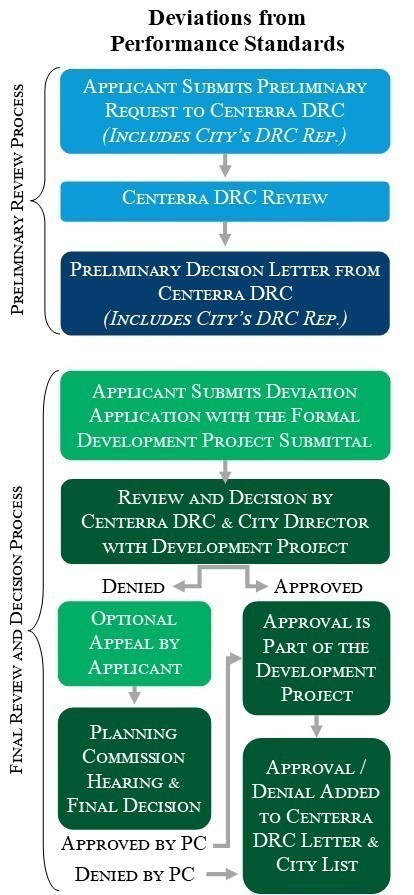 Deviations from
Performance Standards
Preliminary Review Process
Applicant Submits Preliminary
Request to Centerra DRC
(Includes City's DRC Rep.)
Centerra DRC Review
Preliminary Decision Letter from
Centerra DRC
(Includes City's DRC Rep.)
Final Review and Decision Process
Applicant Submits Deviation
Application with the Formal
Development Project Submittal
Review and Decision by
Centerra DRC & City Director
with Development Project
Denied
Approved
Optional
Appeal by
Applicant
Approval is
Part of the
Development
Project
Planning
Commission
Hearing &
Final Decision
Approved by PC
Denied by PC
Approval /
Denial Added
to Centerra
DRC Letter &
City List